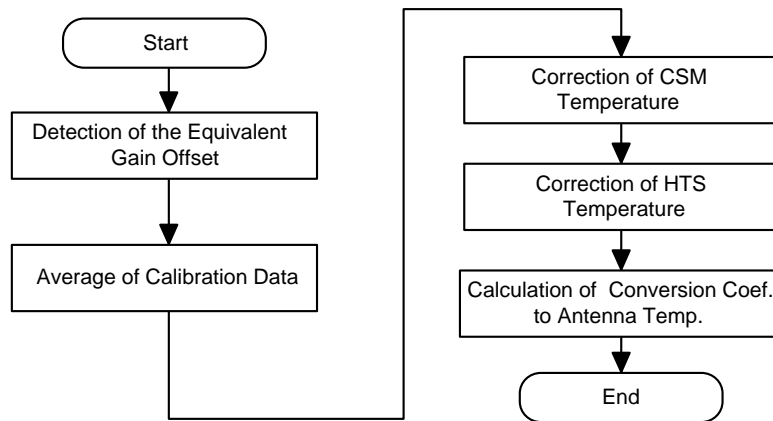 Start
Detection of the Equivalent
Gain Offset
Average of Calibration Data
Correction of CSM
Temperature
Correction of HTS
Temperature
Calculation of Conversion Coef.
to Antenna Temp.
End